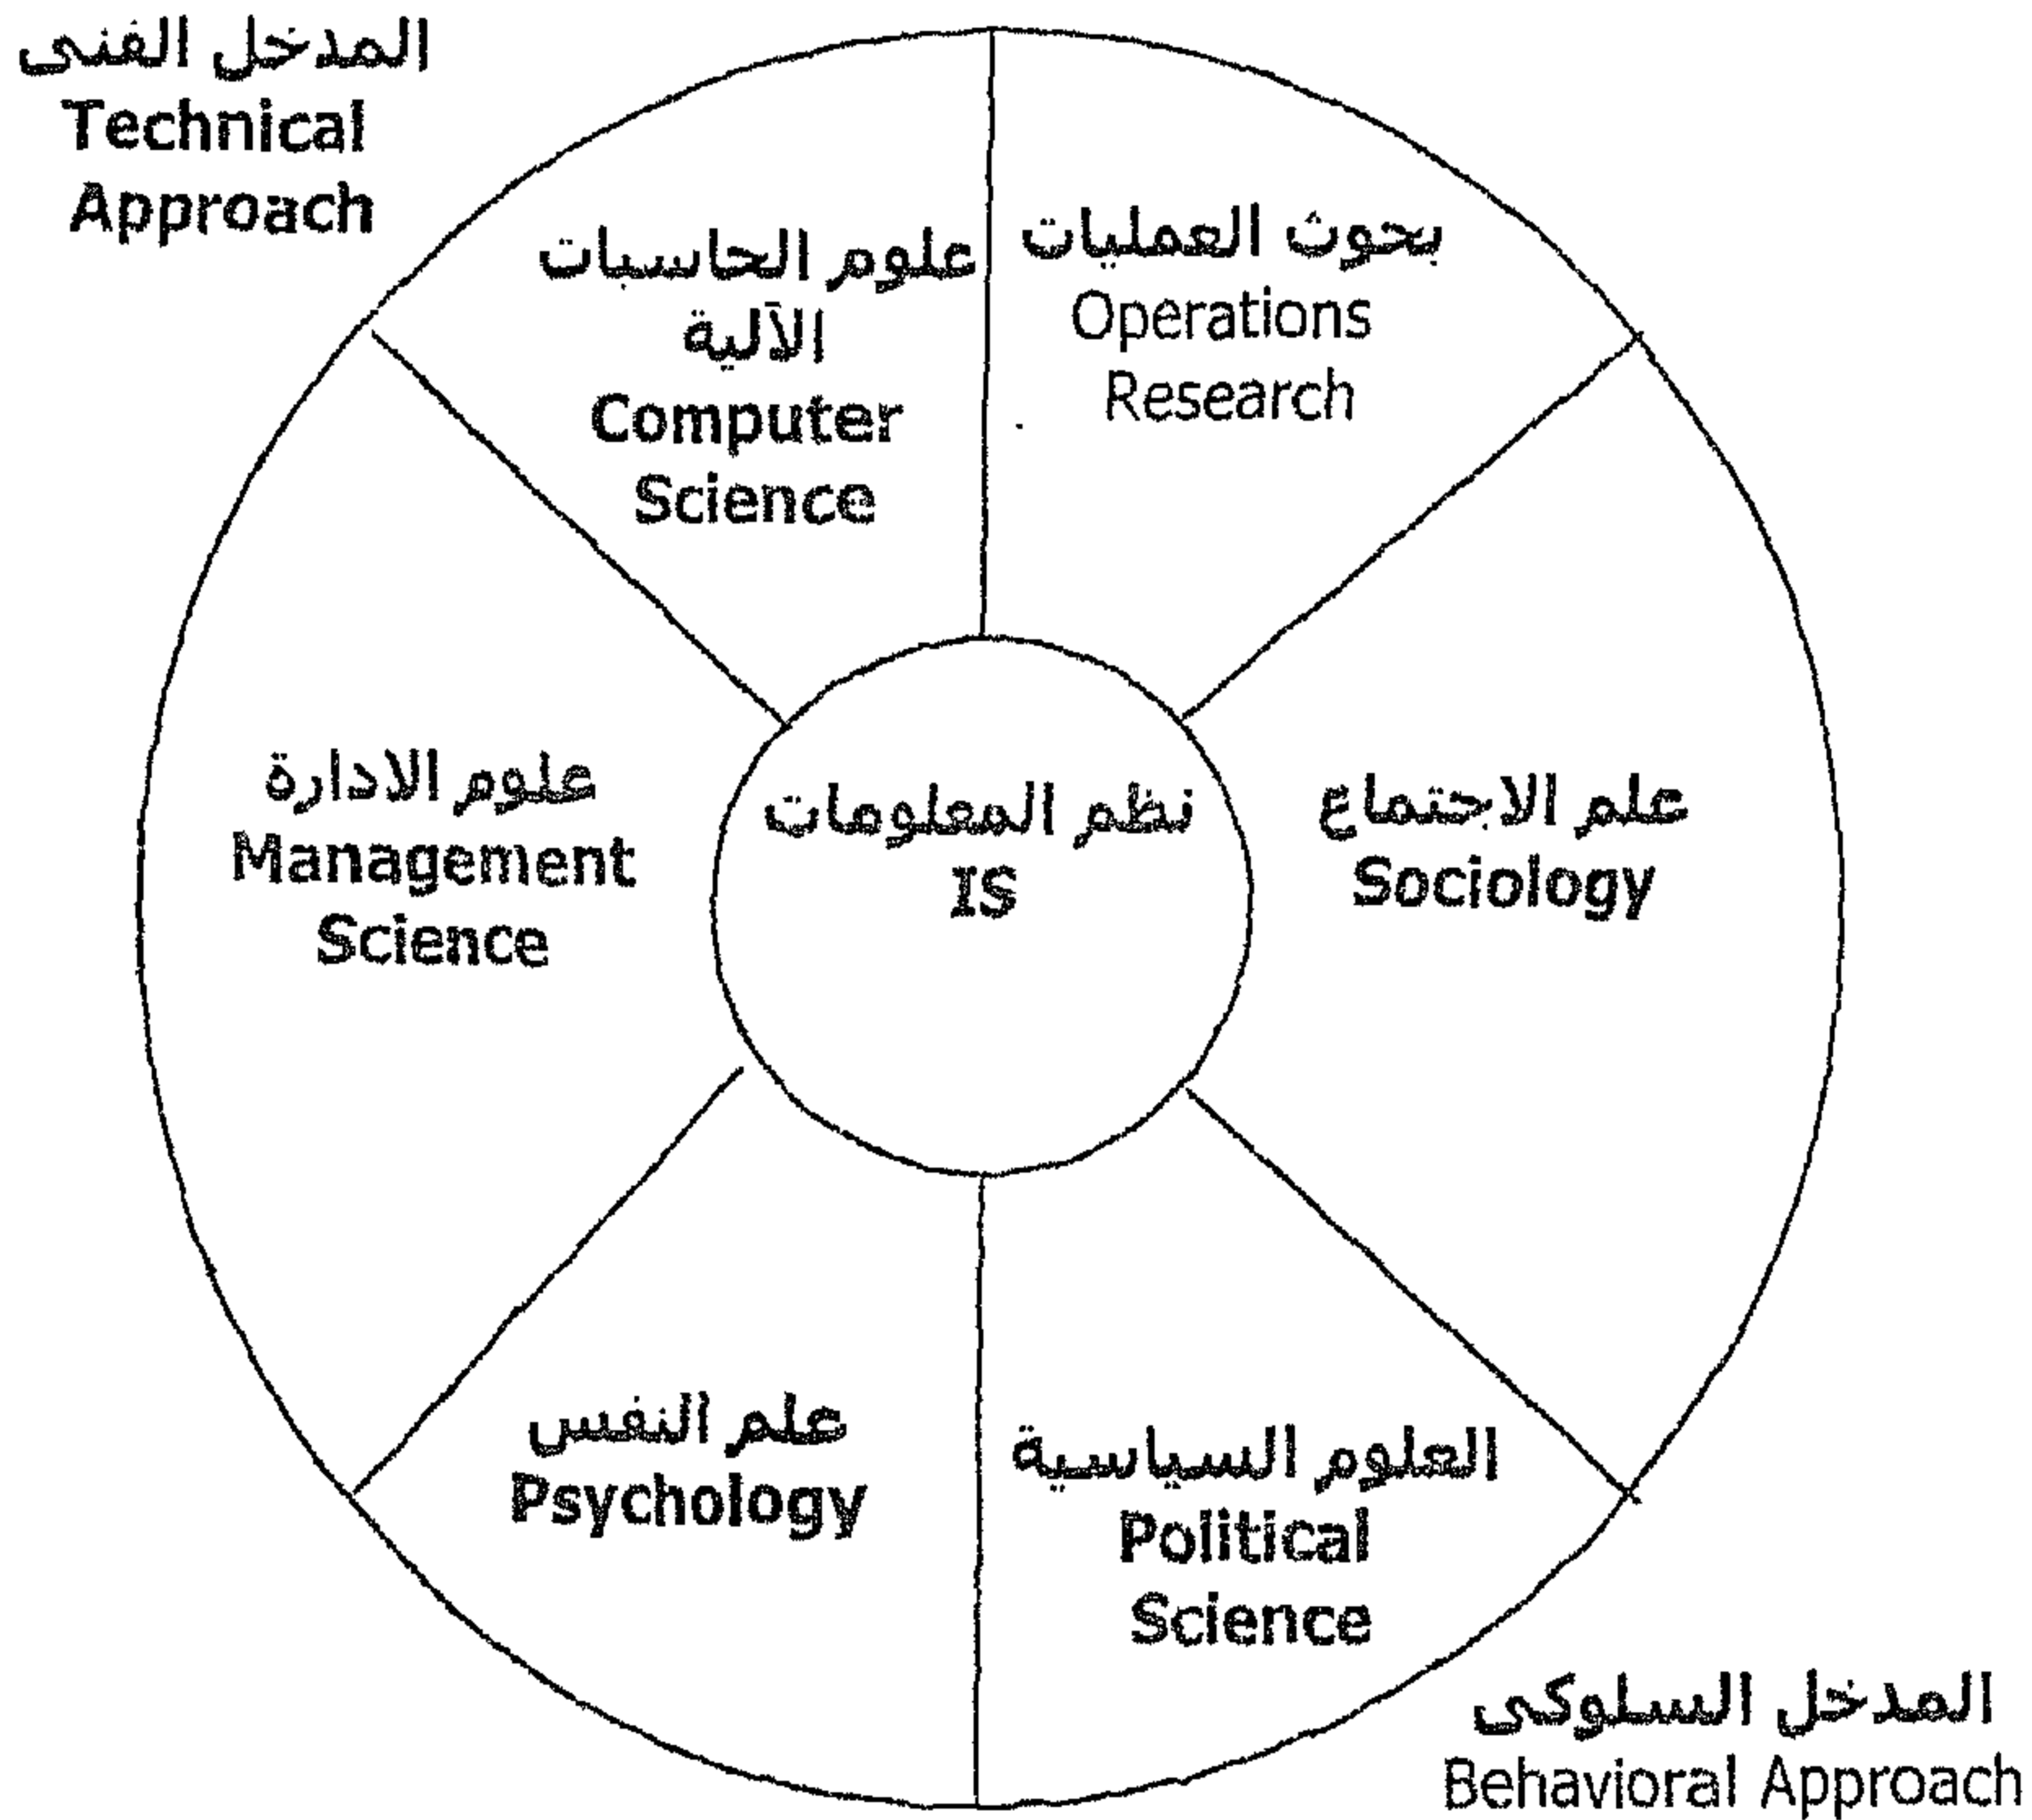 المدخل الفنى
Technical
Approach
علوم الحاسبات
الآلية
Computer
Science
بحوث العمليات
Operations
Research
علوم الادارة
Management
Science
نظم المعلومات
IS
علم الاجتماع
Sociology
علم النفس
Psychology
العلوم السياسية
Political
Science
المدخل السلوكى
Behavioral Approach